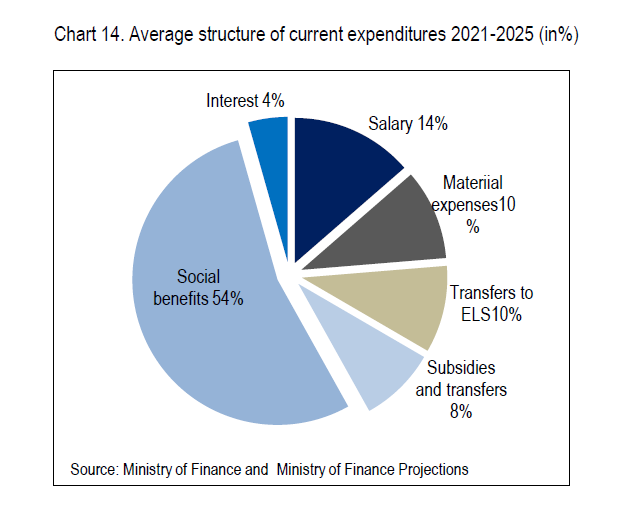 Chart 14. Average structure of current expenditures 2021-2025 (in%)
Interest 4%
Salary 14%
Materiial
expenses10
%
Transfers to
ELS10%
Subsidies
and transfers
8%
Social
benefits 54%
Source: Ministry of Finance and  Ministry of Finance Projections